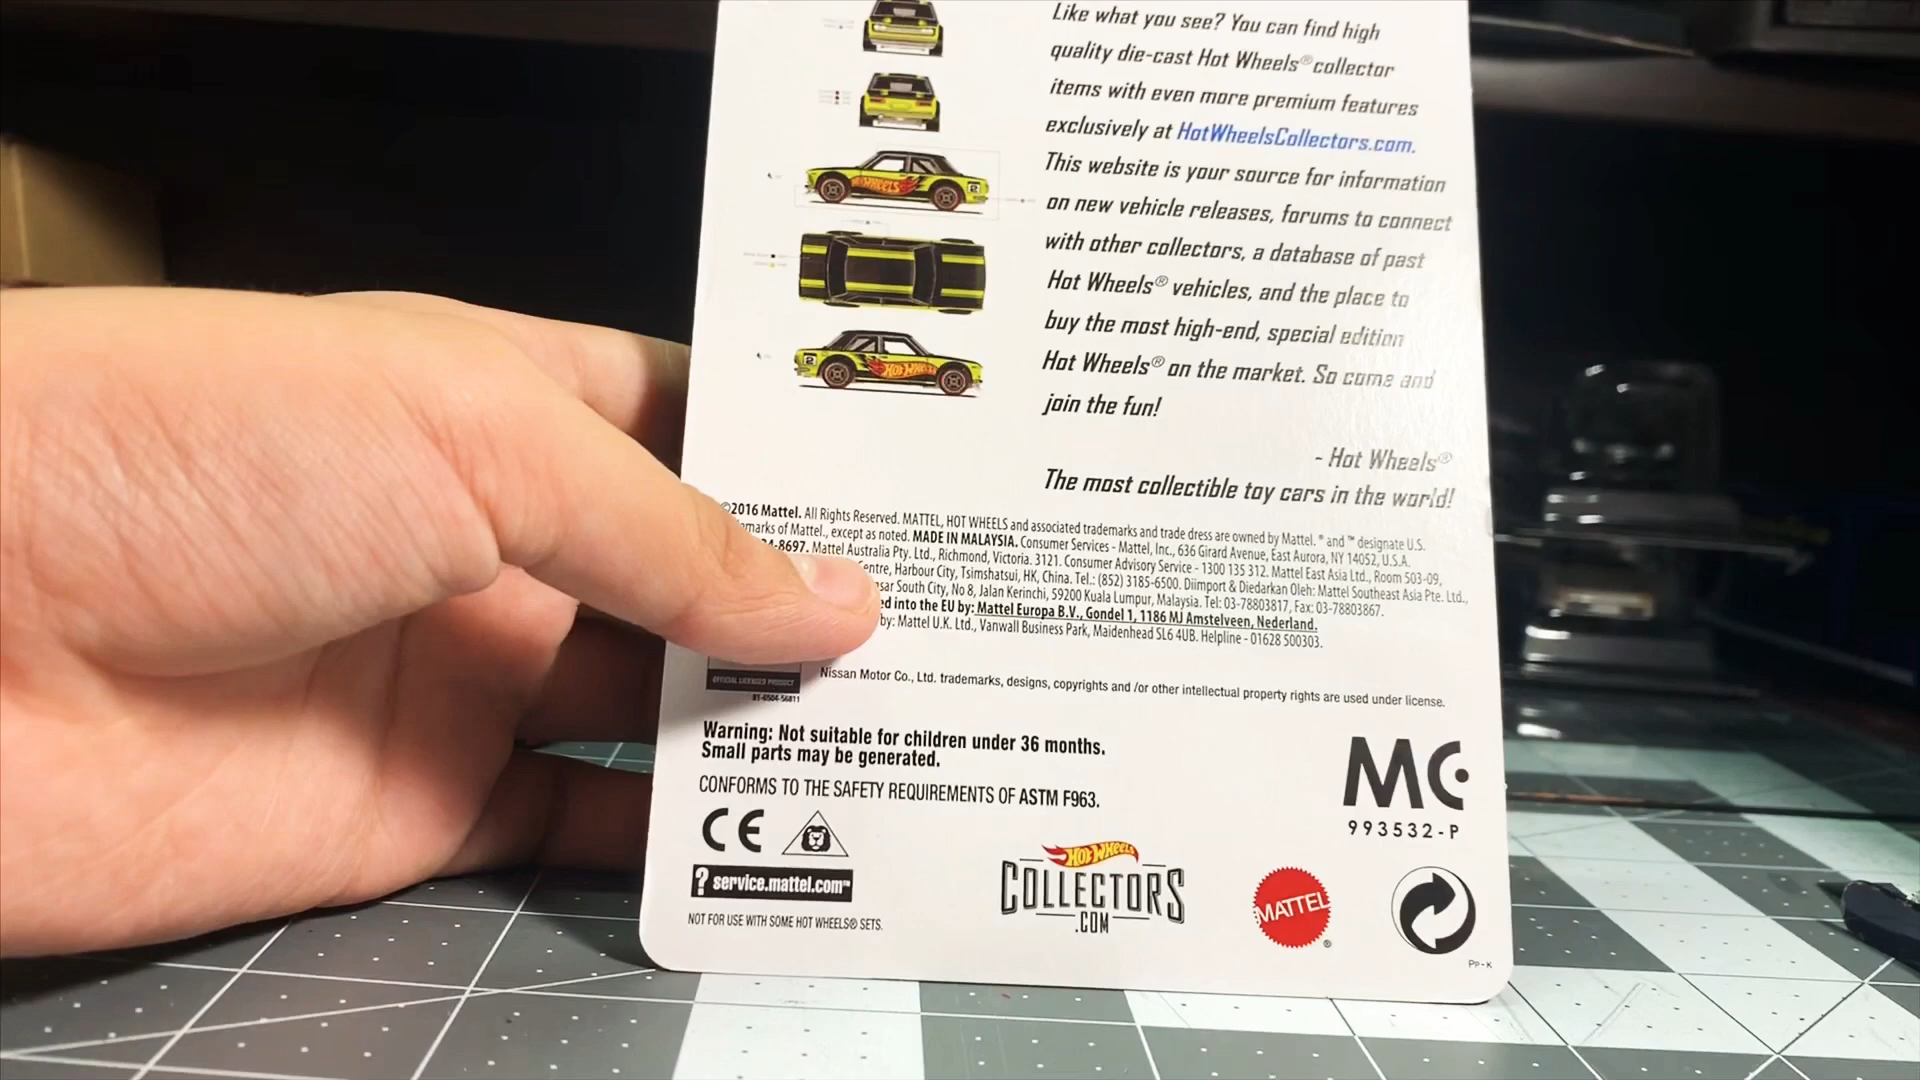 Like what you see? You can find high
quality die-cast Hot Wheels® collector
items with even more premium features
exclusively at HotWheelsCollectors.com.
This website is your source for information
on new vehicle releases, forums to connect
with other collectors, a database of past
Hot Wheels® vehicles, and the place to
buy the most high-end, special edition
Hot Wheels® on the market. So come and
join the fun!
- Hot Wheels®
The most collectible toy cars in the world!
HOT WHEELS
2
2
HOT WHEELS
©2016 Mattel. All Rights Reserved. MATTEL, HOT WHEELS and associated trademarks and trade dress are owned by Mattel. ® and ™ designate U.S.
of Mattel., except as noted. MADE IN MALAYSIA. Consumer Services - Mattel, Inc., 636 Girard Avenue, East Aurora, NY 14052, U.S.A.
-8697. Mattel Australia Pty. Ltd., Richmond, Victoria. 3121. Consumer Advisory Service - 1300 135 312. Mattel East Asia Ltd., Room 503-09,
Harbour City, Tsimshatsui, HK, China. Tel.: (852) 3185-6500. Diimport & Diedarkan Oleh: Mattel Southeast Asia Pte. Ltd.,
South City, No 8, Jalan Kerinchi, 59200 Kuala Lumpur, Malaysia. Tel: 03-78803817, Fax: 03-78803867.
into the EU by: Mattel Europa B.V., Gondel 1, 1186 MJ Amstelveen, Nederland.
by: Mattel U.K. Ltd., Vanwall Business Park, Maidenhead SL6 4UB. Helpline - 01628 500303.
OFFICIAL LICENSED PRODUCT
Nissan Motor Co., Ltd. trademarks, designs, copyrights and /or other intellectual property rights are used under license.
Warning: Not suitable for children under 36 months.
Small parts may be generated.
CONFORMS TO THE SAFETY REQUIREMENTS OF ASTM F963.
CE
? service.mattel.com™
NOT FOR USE WITH SOME HOT WHEELS® SETS.
HOT WHEELS
COLLECTORS
.COM
MATTEL®
MC
993532-P
PP-K